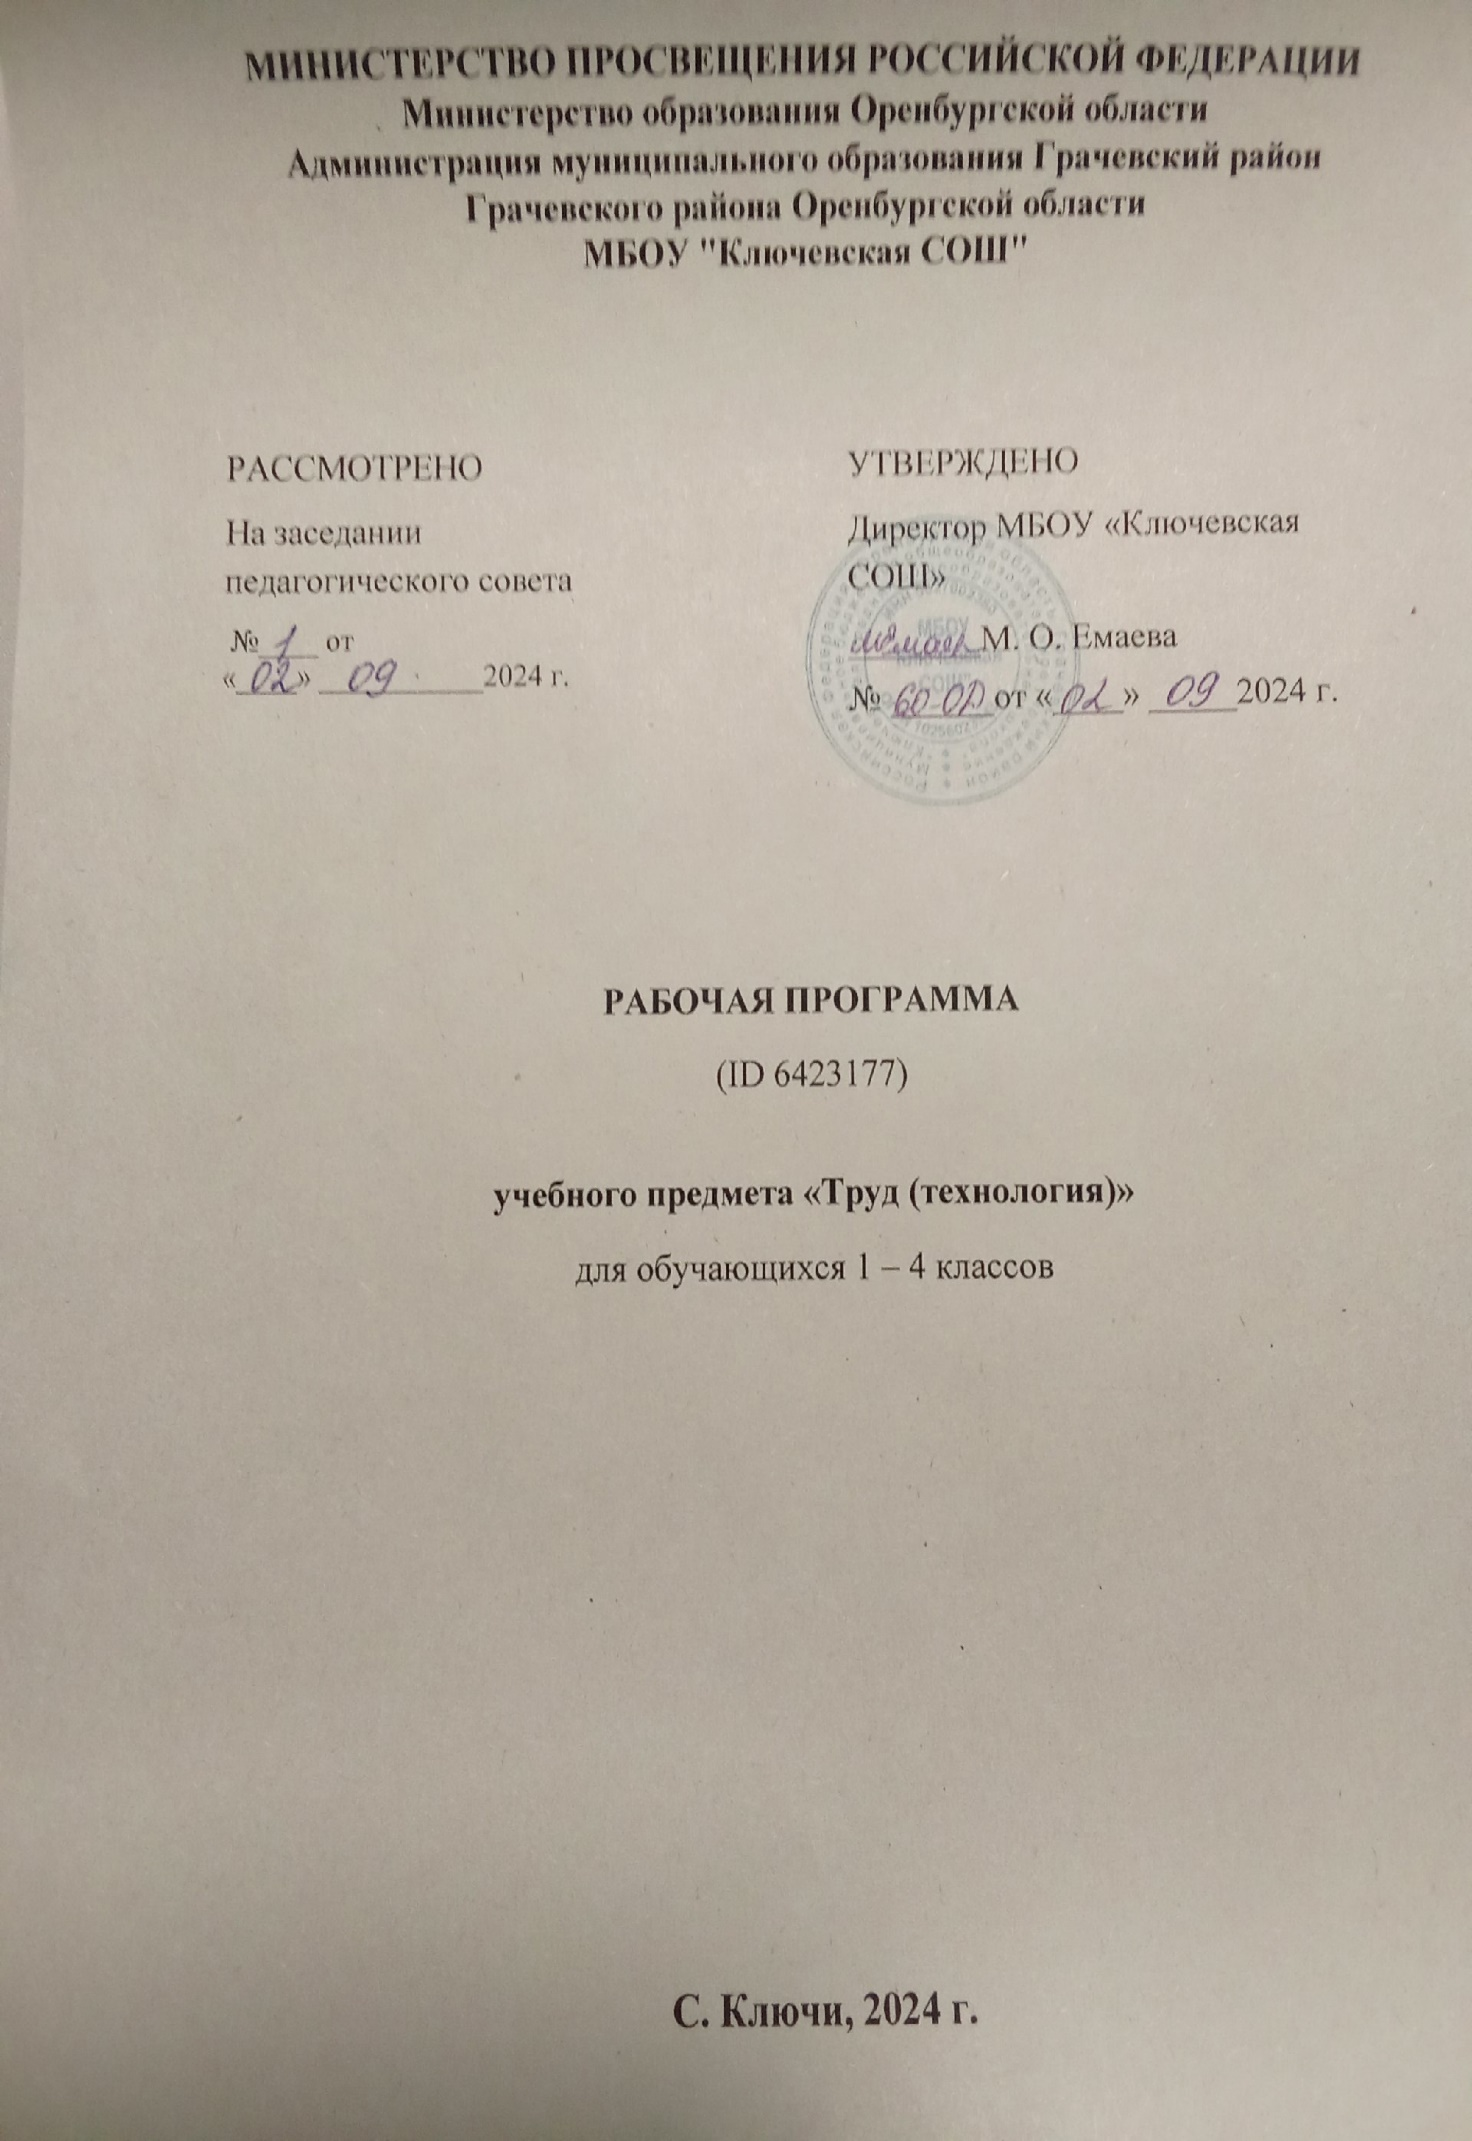 МИНИСТЕРСТВО ПРОСВЕЩЕНИЯ РОССИЙСКОЙ ФЕДЕРАЦИИ
Министерство образования Оренбургской области
Администрация муниципального образования Грачевский район
Грачевского района Оренбургской области
МБОУ "Ключевская СОШ"
РАССМОТРЕНО
На заседании
педагогического совета
№ 1 от
«02» 09 2024 г.
УТВЕРЖДЕНО
Директор МБОУ «Ключевская
СОШ»
М. О. Емаева
№ 60 ОД от «02» 09 2024 г.
РАБОЧАЯ ПРОГРАММА
(ID 6423177)
учебного предмета «Труд (технология)»
для обучающихся 1 – 4 классов
С. Ключи, 2024 г.